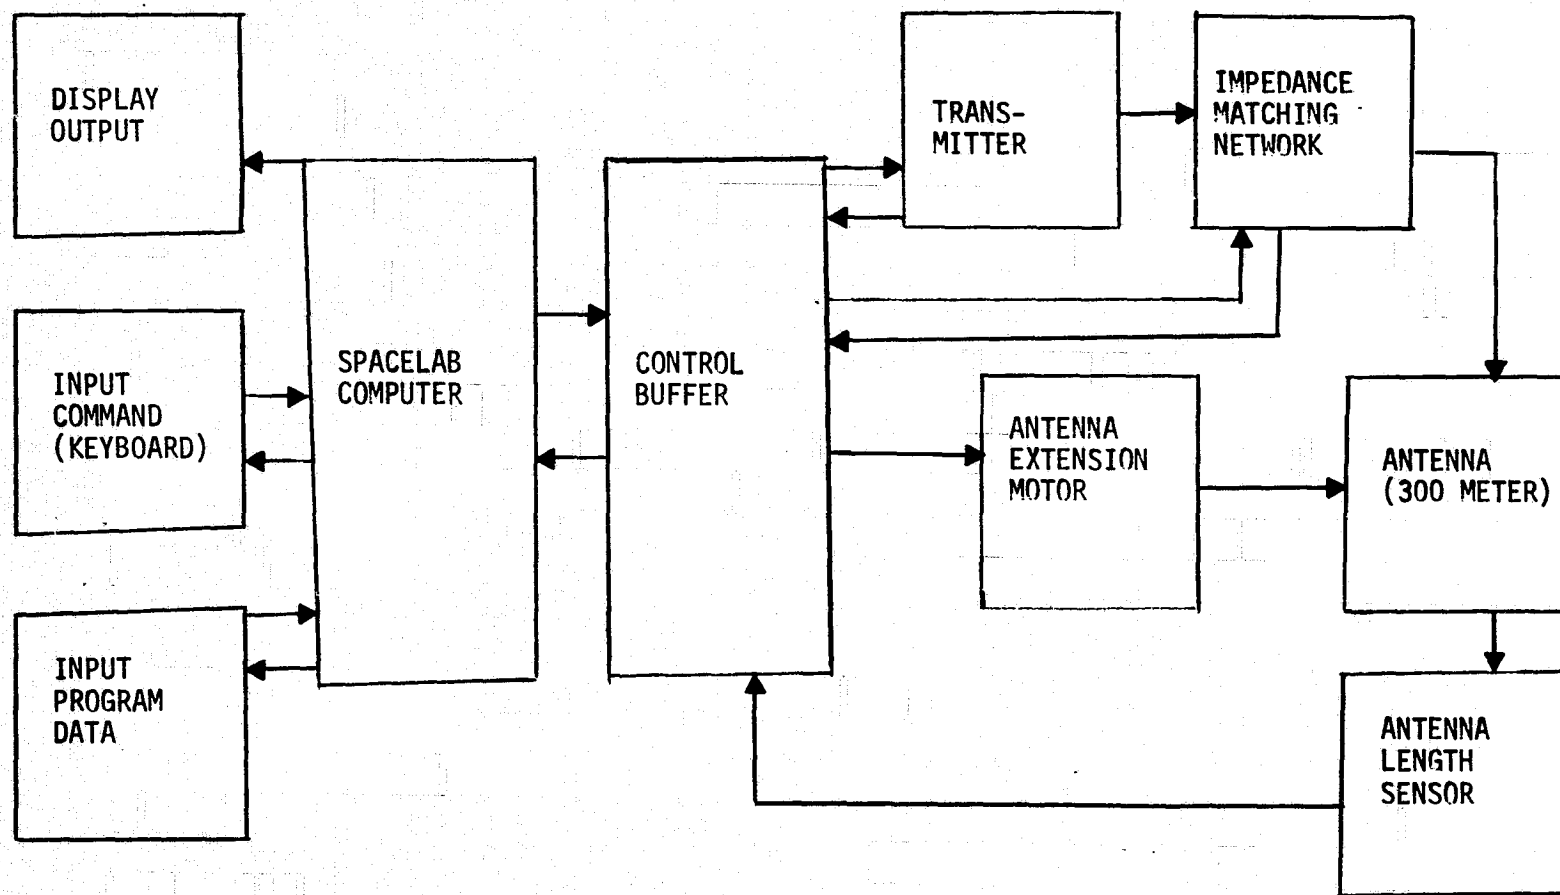 DISPLAY
OUTPUT
TRANS-
MITTER
IMPEDANCE
MATCHING
NETWORK
INPUT
COMMAND
(KEYBOARD)
SPACELAB
COMPUTER
CONTROL
BUFFER
ANTENNA
EXTENSION
MOTOR
ANTENNA
(300 METER)
INPUT
PROGRAM
DATA
ANTENNA
LENGTH
SENSOR